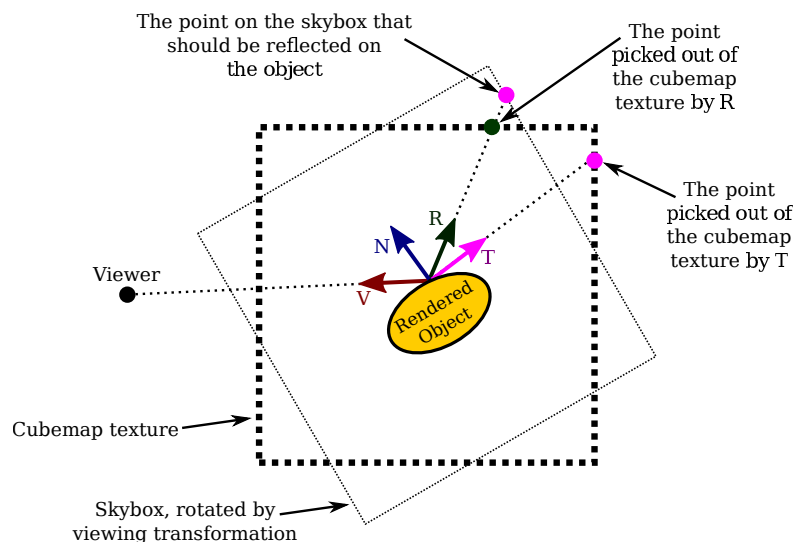 The point on the skybox that
should be reflected on
the object
The point
picked out of
the cubemap
texture by R
The point
picked out of
the cubemap
texture by T
R
N
T
V
Viewer
Rendered
Object
Cubemap texture
Skybox, rotated by
viewing transformation